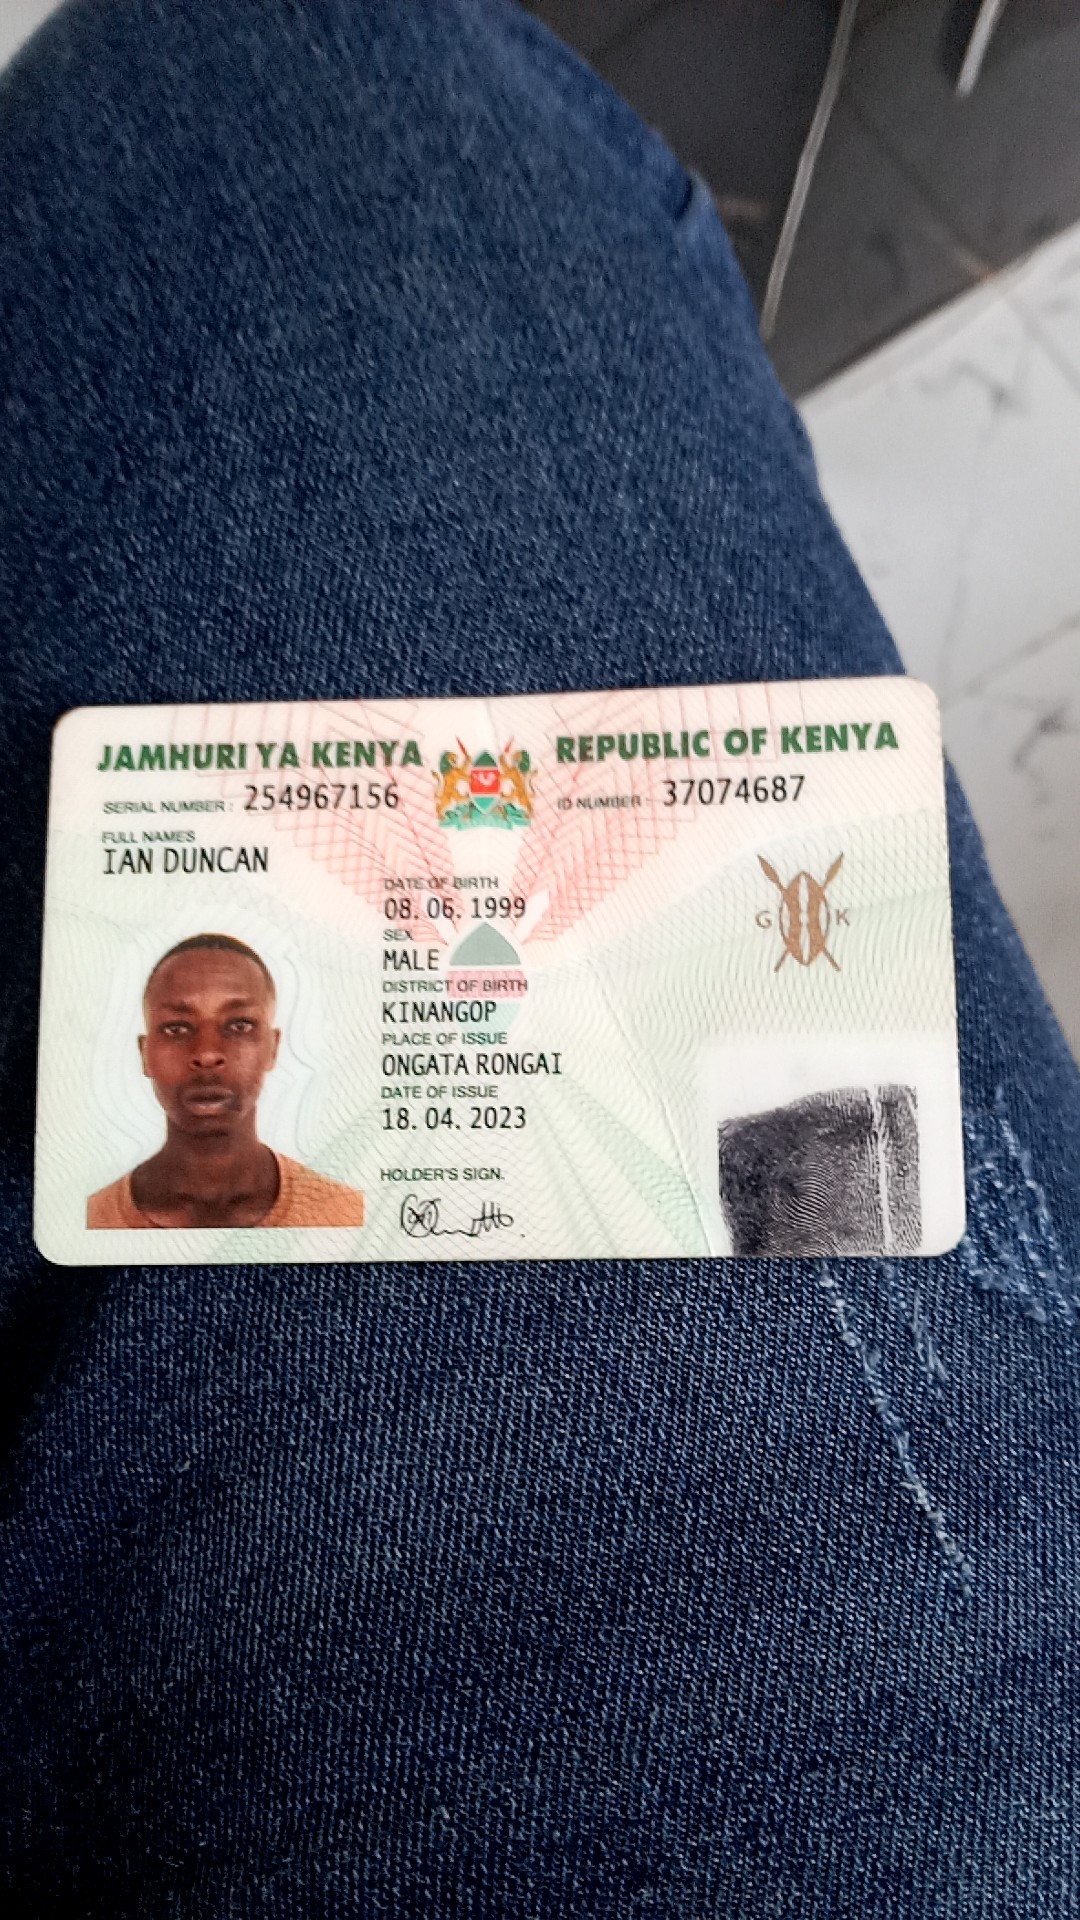 JAMHURI YA KENYA
REPUBLIC OF KENYA
SERIAL NUMBER: 254967156
ID NUMBER: 37074687
FULL NAMES
IAN DUNCAN
DATE OF BIRTH
08. 06. 1999
SEX
MALE
DISTRICT OF BIRTH
KINANGOP
PLACE OF ISSUE
ONGATA RONGAI
DATE OF ISSUE
18. 04. 2023
HOLDER'S SIGN.
G K